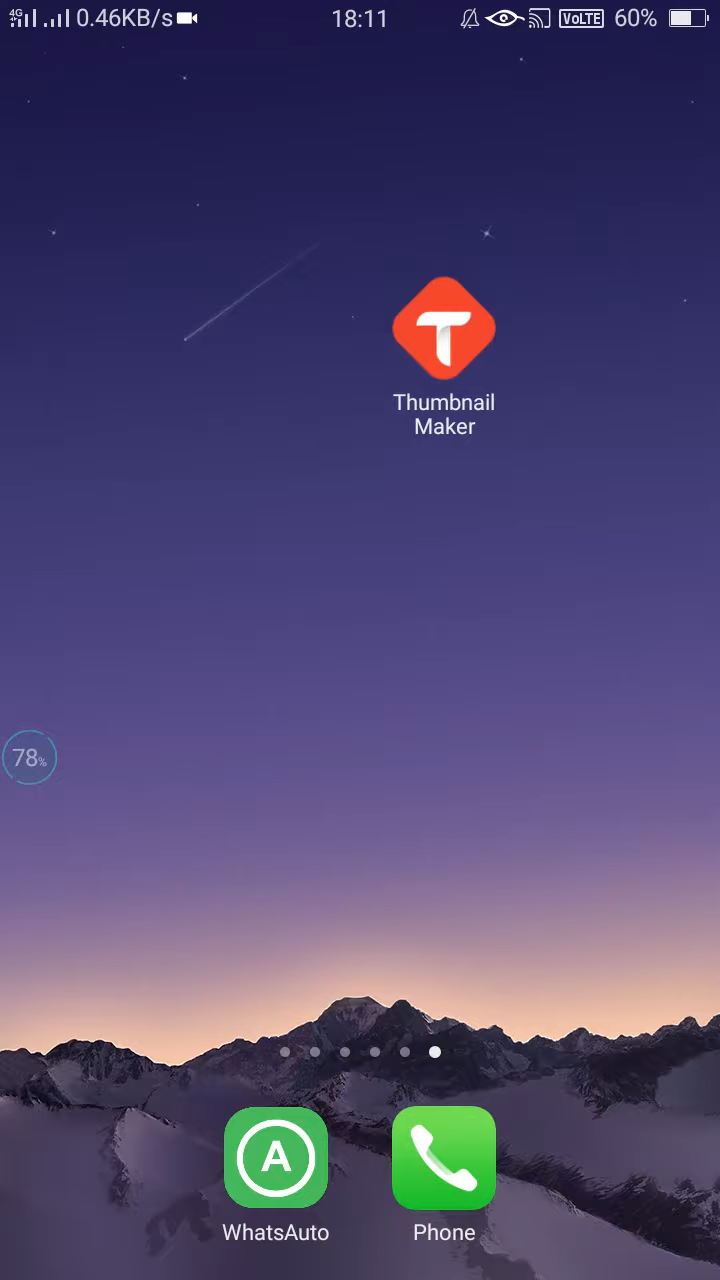 4G 0.46KB/s 18:11 VoLTE 60%
T
Thumbnail
Maker
78%
A
WhatsAuto Phone